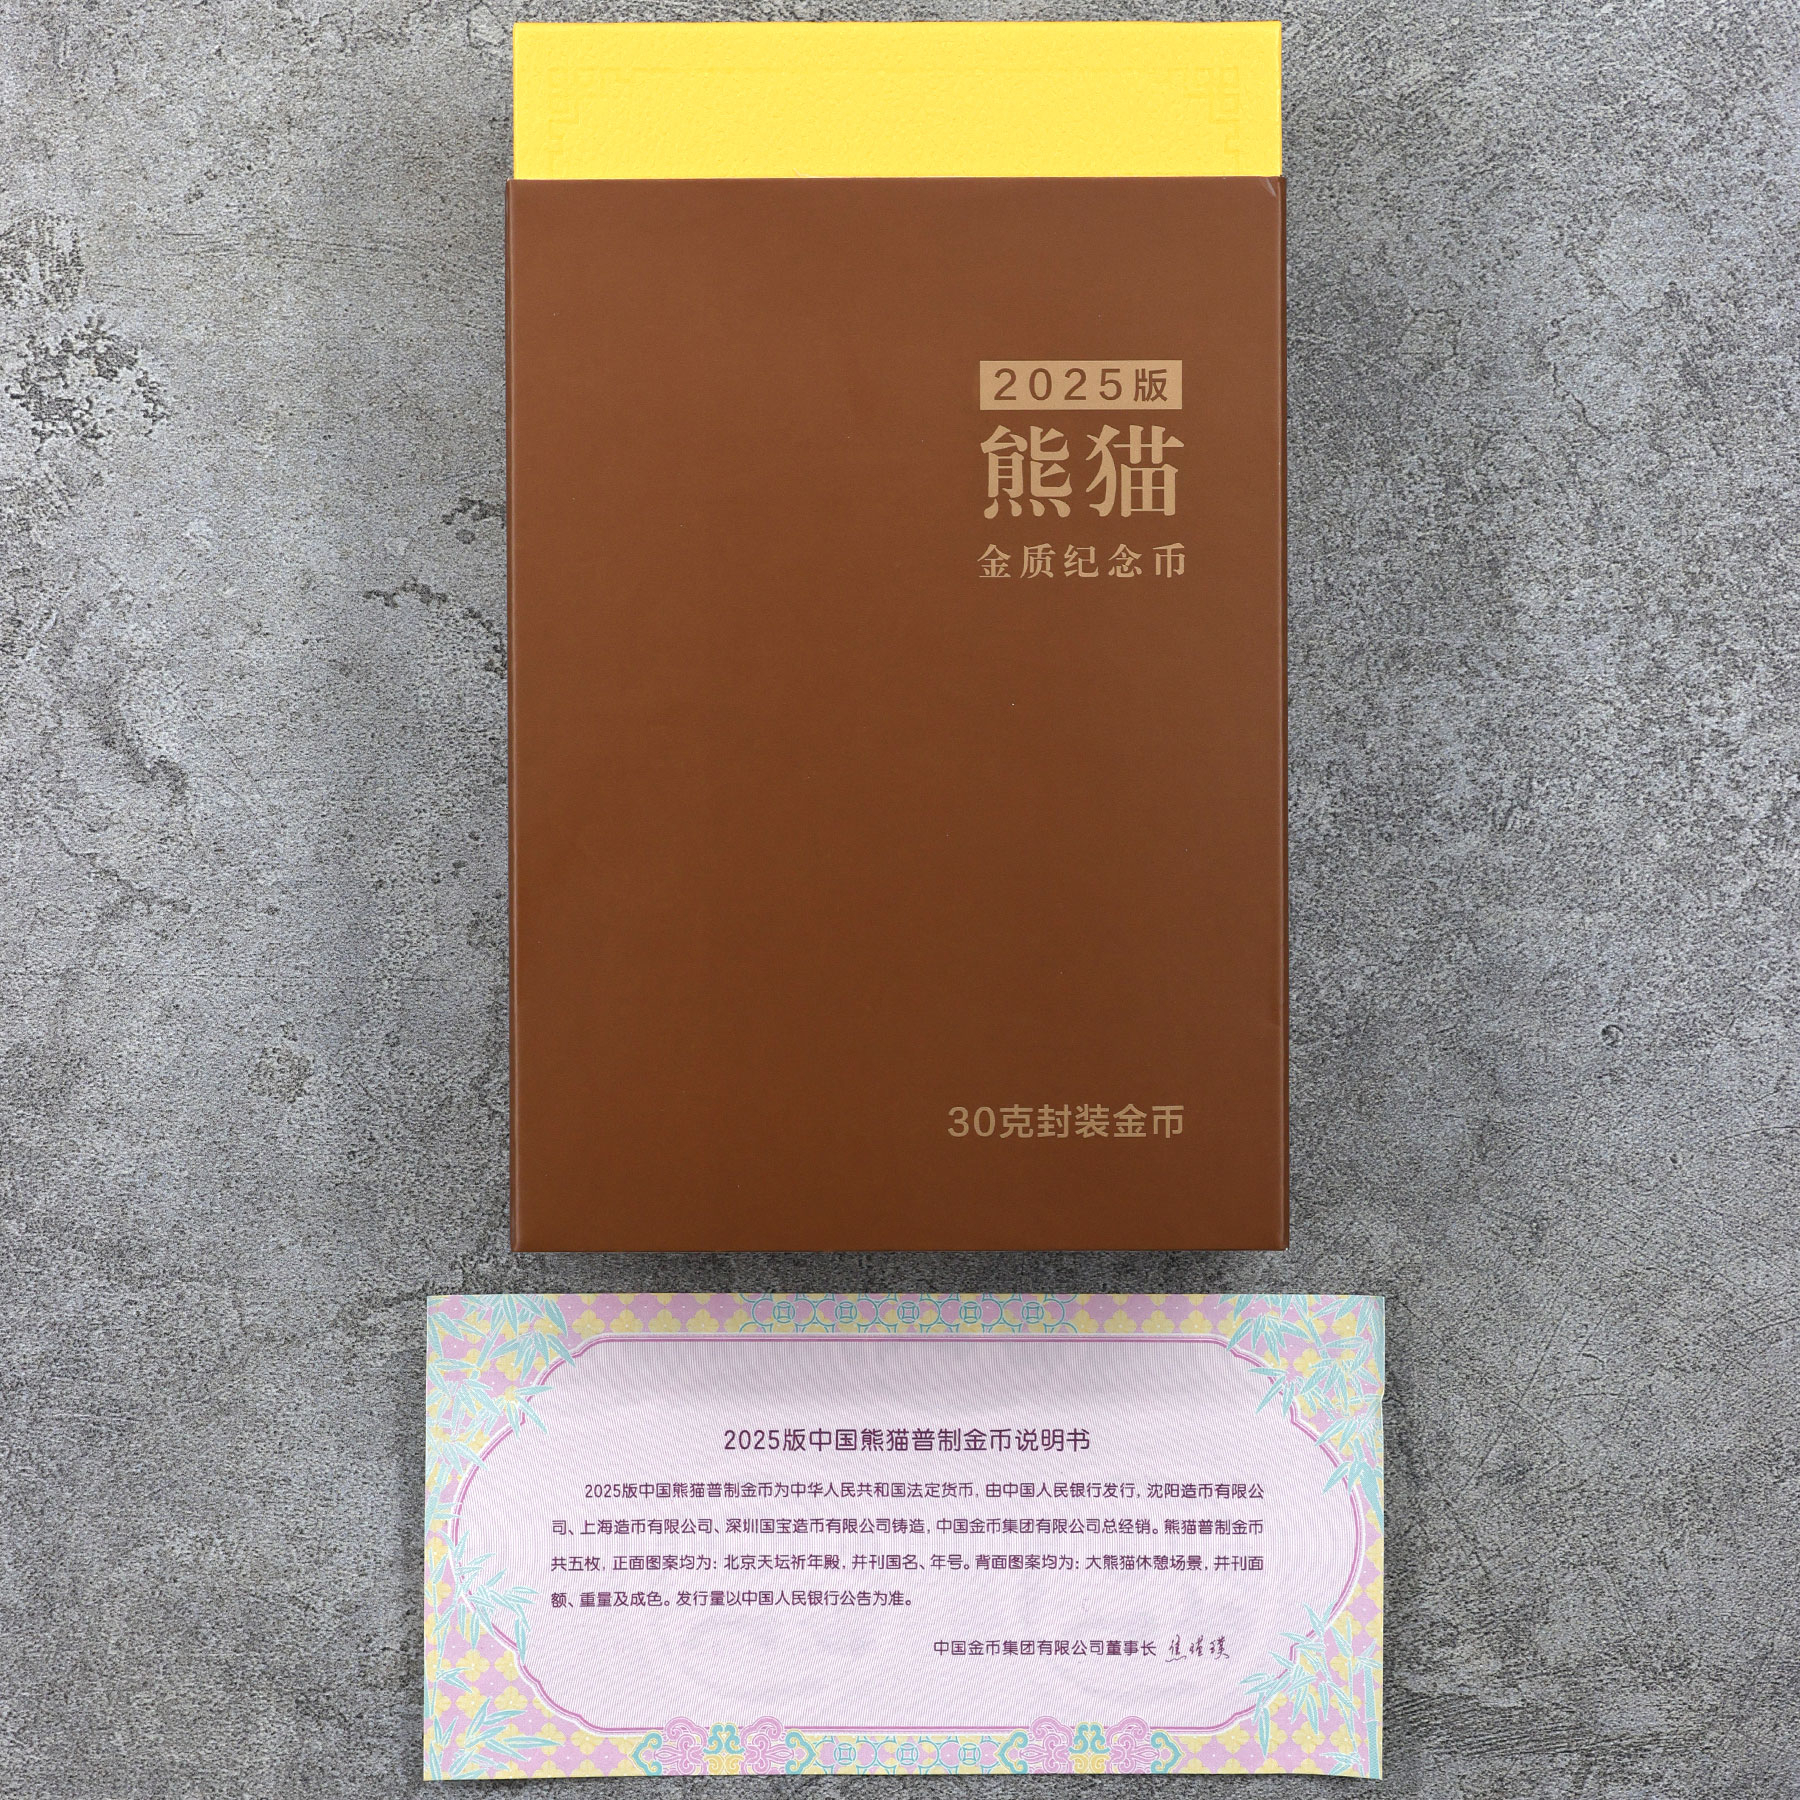 2025版
熊猫
金质纪念币
30克封装金币
2025版中国熊猫普制金币说明书
2025版中国熊猫普制金币为中华人民共和国法定货币，由中国人民银行发行，沈阳造币有限公
司、上海造币有限公司、深圳国宝造币有限公司铸造，中国金币集团有限公司总经销。熊猫普制金币
共五枚，正面图案均为：北京天坛祈年殿，并刊国名、年号。背面图案均为：大熊猫休憩场景，并刊面
额、重量及成色。发行量以中国人民银行公告为准。
中国金币集团有限公司董事长